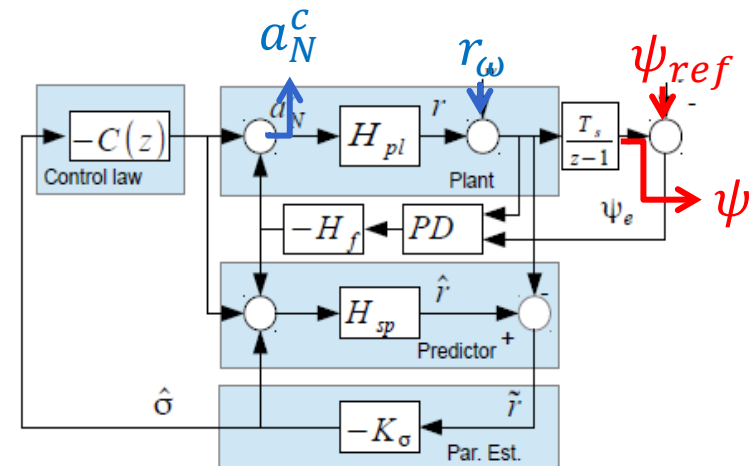 a_N^c r_ω ψ_ref
a_N r - 
-C(z) H_pl T_s/z-1
Control law Plant ψ
Ψ_e
-H_f PD
r̂ -
H_sp
Predictor +
σ̂ r̃
-K_σ
Par. Est.